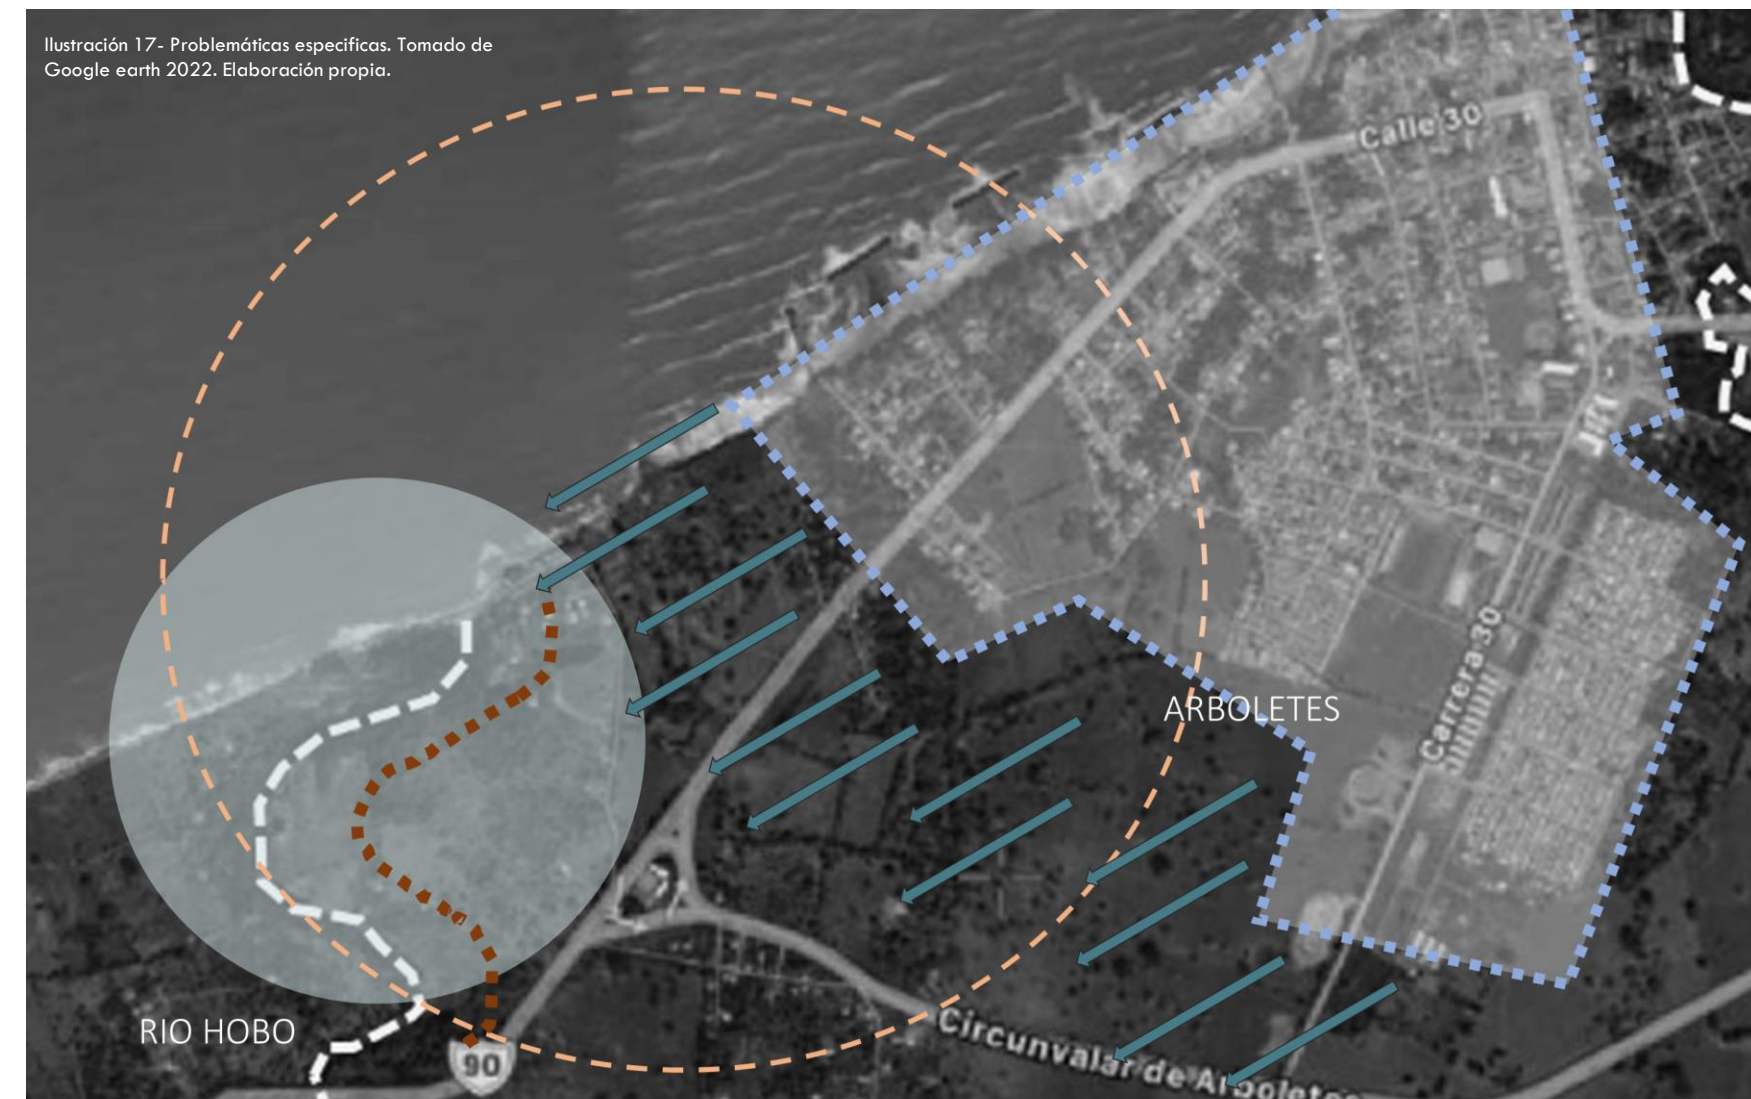 Ilustración 17- Problemáticas especificas. Tomado de
Google earth 2022. Elaboración propia.
Calle 30
Carrera 30
ARBOLETES
RIO HOBO
90
Circunvalar de Arboletes